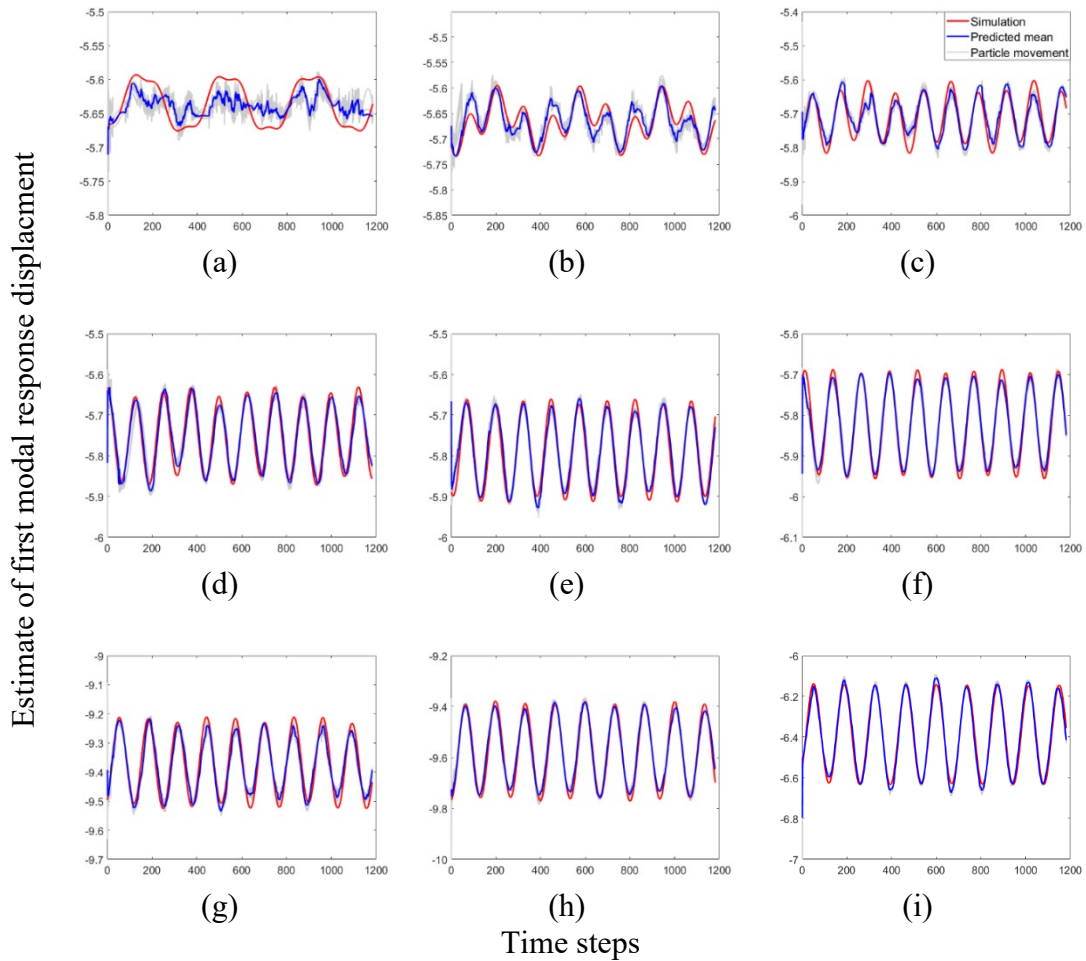 Estimate of first modal response displacment
-5.5
-5.55
-5.6
-5.65
-5.7
-5.75
-5.8
0 200 400 600 800 1000 1200
(a)
-5.5
-5.55
-5.6
-5.65
-5.7
-5.75
-5.8
-5.85
0 200 400 600 800 1000 1200
(b)
-5.4
-5.5
-5.6
-5.7
-5.8
-5.9
-6
0 200 400 600 800 1000 1200
Simulation
Predicted mean
Particle movement
(c)
-5.5
-5.6
-5.7
-5.8
-5.9
-6
0 200 400 600 800 1000 1200
(d)
-5.5
-5.6
-5.7
-5.8
-5.9
-6
0 200 400 600 800 1000 1200
(e)
-5.6
-5.7
-5.8
-5.9
-6
-6.1
0 200 400 600 800 1000 1200
(f)
-9
-9.1
-9.2
-9.3
-9.4
-9.5
-9.6
-9.7
0 200 400 600 800 1000 1200
(g)
-9.2
-9.4
-9.6
-9.8
-10
0 200 400 600 800 1000 1200
(h)
-6
-6.2
-6.4
-6.6
-6.8
-7
0 200 400 600 800 1000 1200
(i)
Time steps